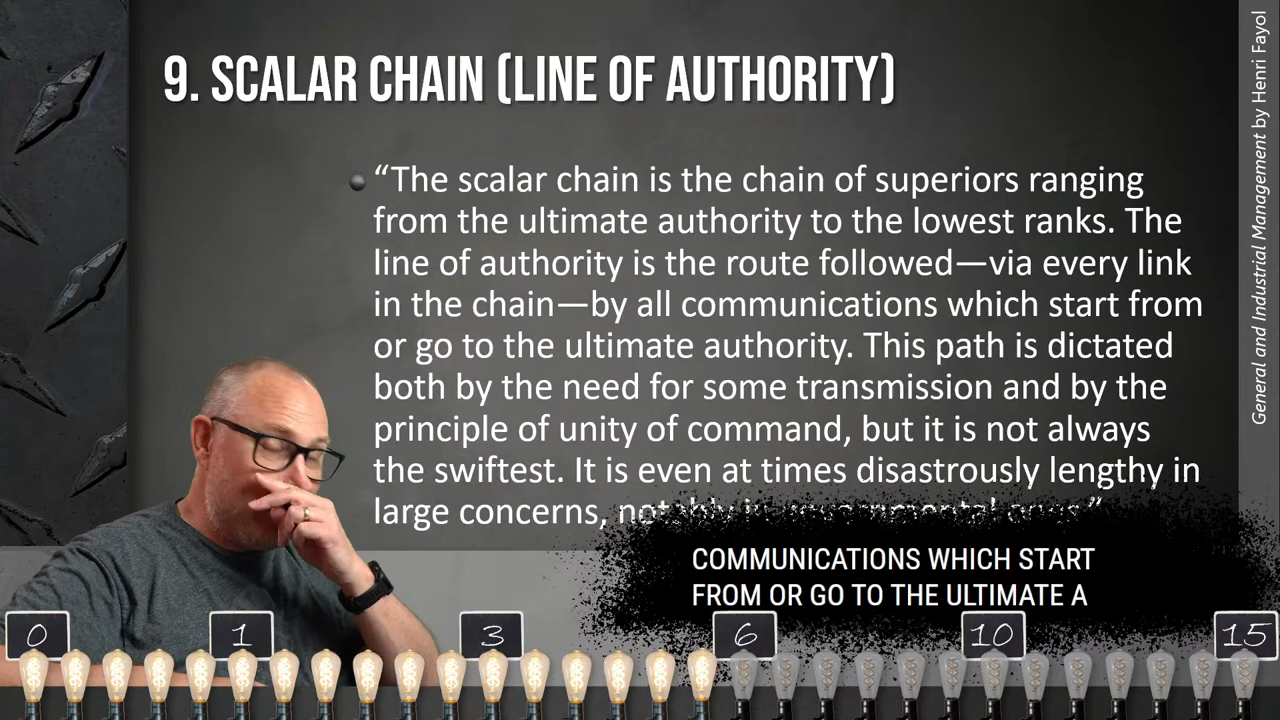 9. SCALAR CHAIN (LINE OF AUTHORITY)
“The scalar chain is the chain of superiors ranging
from the ultimate authority to the lowest ranks. The
line of authority is the route followed—via every link
in the chain—by all communications which start from
or go to the ultimate authority. This path is dictated
both by the need for some transmission and by the
principle of unity of command, but it is not always
the swiftest. It is even at times disastrously lengthy in
large concerns, notably in governmental ones.”
General and Industrial Management by Henri Fayol
COMMUNICATIONS WHICH START
FROM OR GO TO THE ULTIMATE A
0 1 3 6 10 15